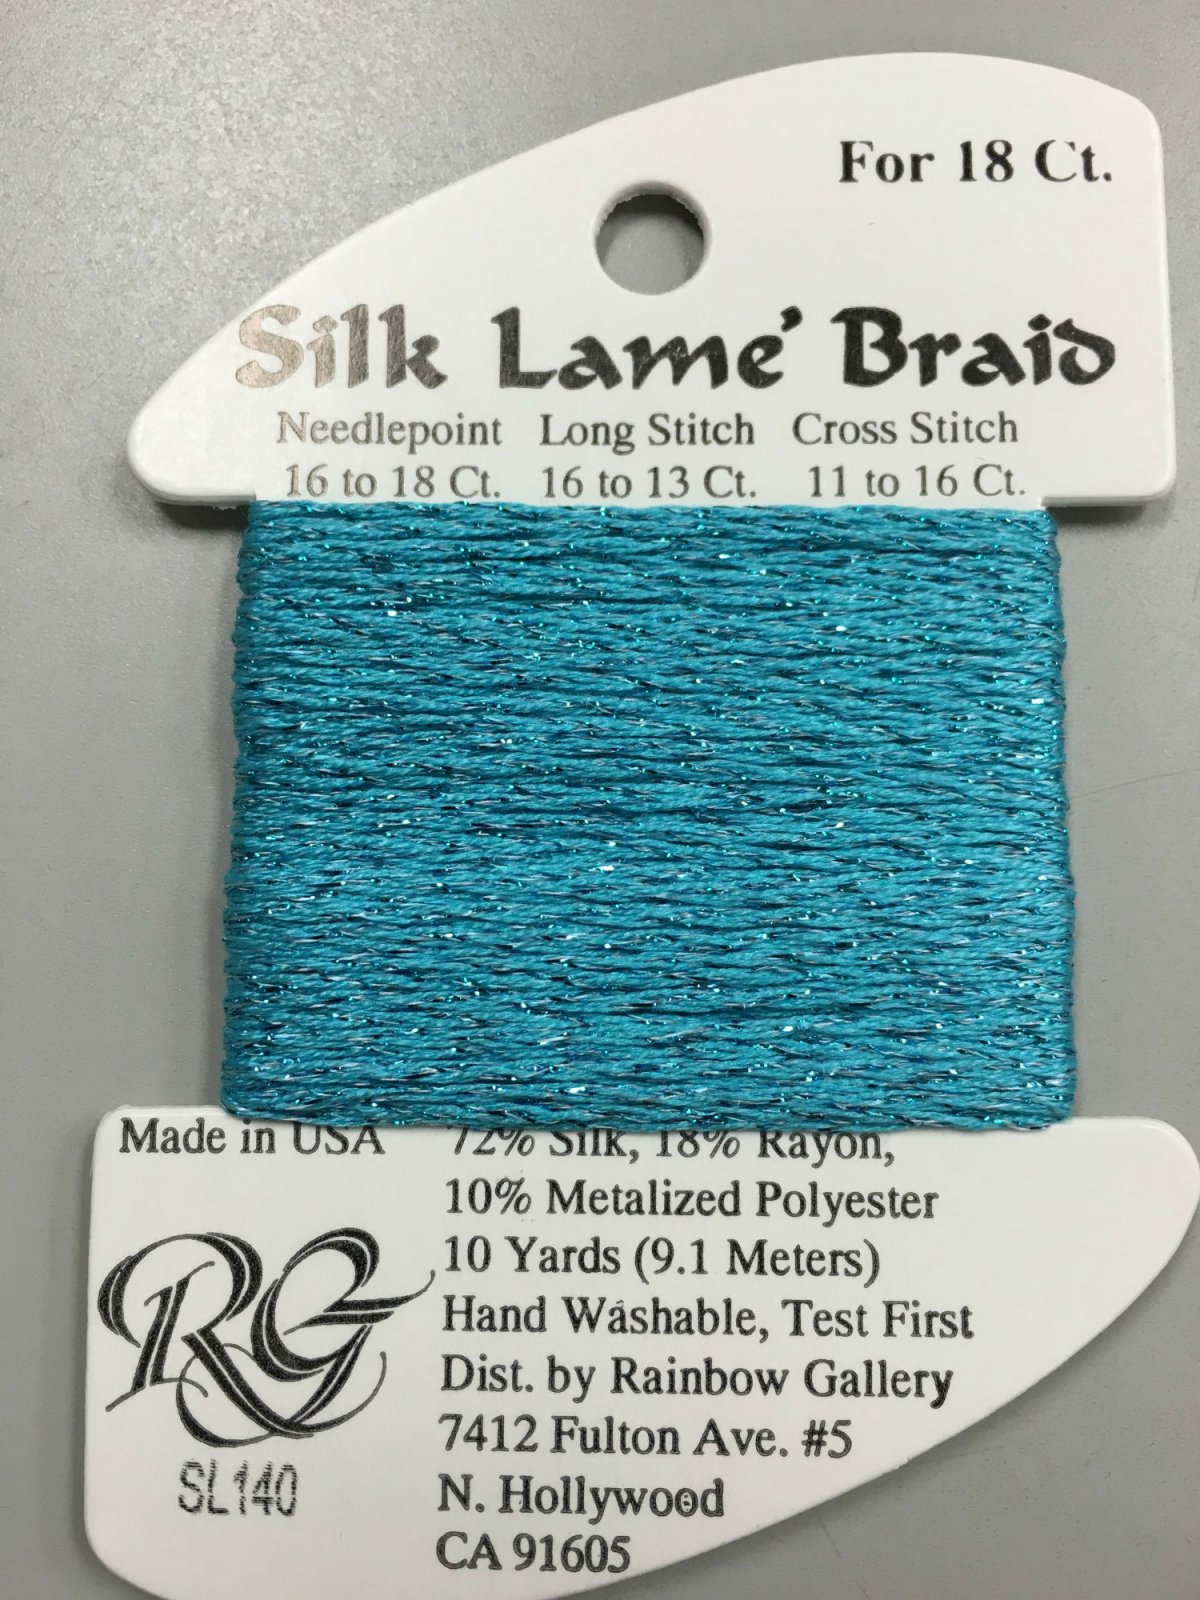 For 18 Ct.
Silk Lame' Braid
Needlepoint Long Stitch Cross Stitch
16 to 18 Ct. 16 to 13 Ct. 11 to 16 Ct.
Made in USA 72% Silk, 18% Rayon,
10% Metalized Polyester
10 Yards (9.1 Meters)
Hand Washable, Test First
Dist. by Rainbow Gallery
7412 Fulton Ave. #5
N. Hollywood
CA 91605
RG
SL140